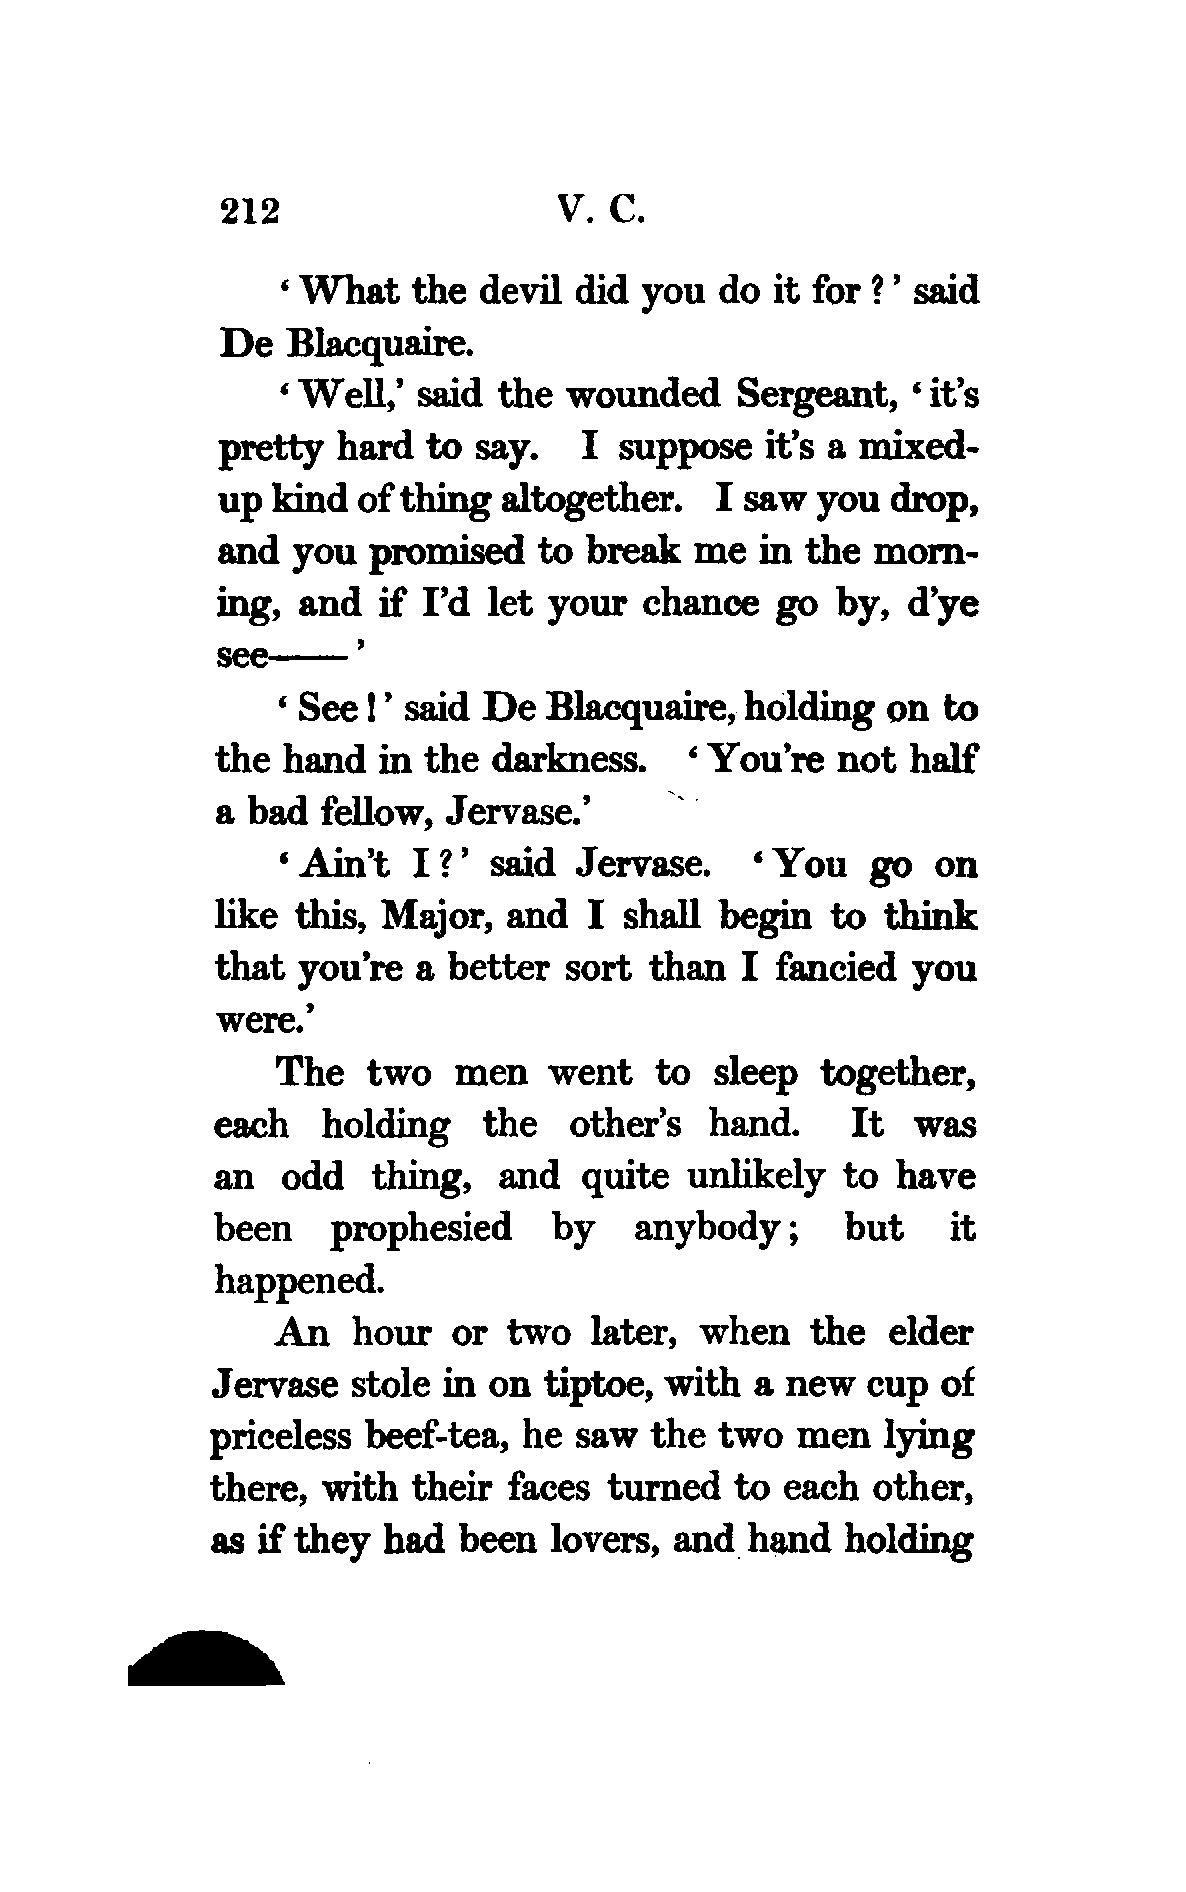 212 V. C.
‘ What the devil did you do it for ? ’ said
De Blacquaire.
‘ Well,’ said the wounded Sergeant, ‘ it’s
pretty hard to say. I suppose it’s a mixed-
up kind of thing altogether. I saw you drop,
and you promised to break me in the morn-
ing, and if I’d let your chance go by, d’ye
see—— ’
‘ See ! ’ said De Blacquaire, holding on to
the hand in the darkness. ‘ You’re not half
a bad fellow, Jervase.’
‘ Ain’t I ? ’ said Jervase. ‘ You go on
like this, Major, and I shall begin to think
that you’re a better sort than I fancied you
were.’
The two men went to sleep together,
each holding the other’s hand. It was
an odd thing, and quite unlikely to have
been prophesied by anybody ; but it
happened.
An hour or two later, when the elder
Jervase stole in on tiptoe, with a new cup of
priceless beef-tea, he saw the two men lying
there, with their faces turned to each other,
as if they had been lovers, and hand holding